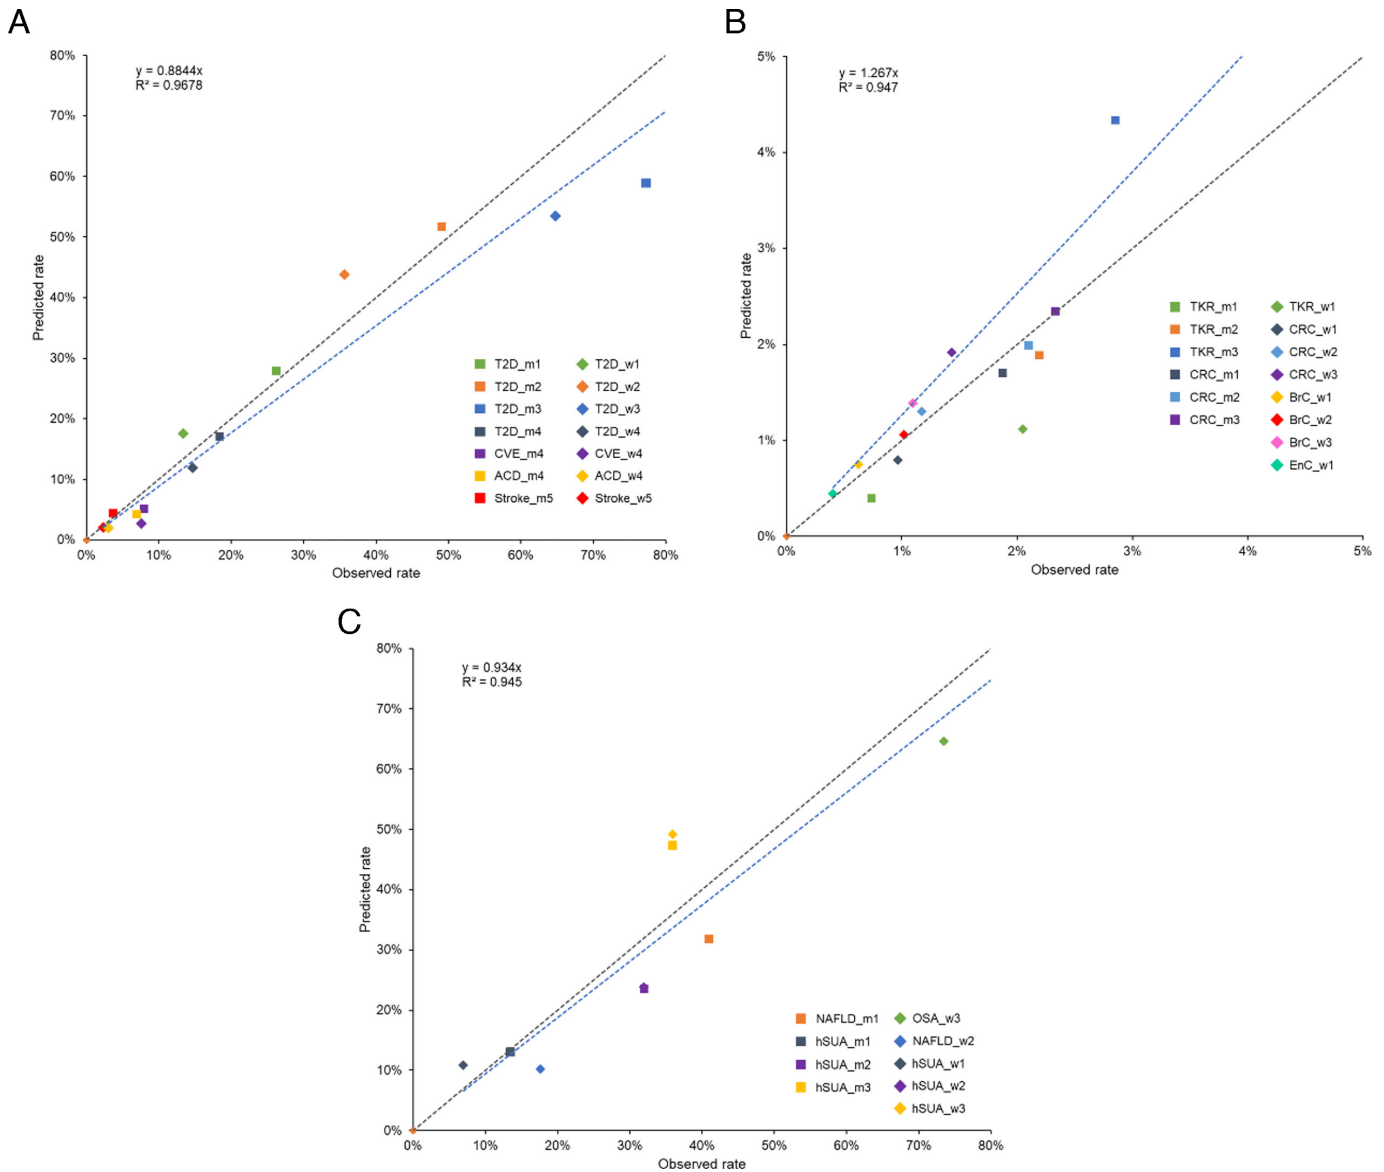 A
y = 0.8844x
R² = 0.9678
80%
70%
60%
50%
40%
30%
20%
10%
0%
Predicted rate
0% 10% 20% 30% 40% 50% 60% 70% 80%
Observed rate
T2D_m1 T2D_w1
T2D_m2 T2D_w2
T2D_m3 T2D_w3
T2D_m4 T2D_w4
CVE_m4 CVE_w4
ACD_m4 ACD_w4
Stroke_m5 Stroke_w5
B
y = 1.267x
R² = 0.947
5%
4%
3%
2%
1%
0%
Predicted rate
0% 1% 2% 3% 4% 5%
Observed rate
TKR_m1 TKR_w1
TKR_m2 CRC_w1
TKR_m3 CRC_w2
CRC_m1 CRC_w3
CRC_m2 BrC_w1
CRC_m3 BrC_w2
BrC_w3
EnC_w1
C
y = 0.934x
R² = 0.945
80%
70%
60%
50%
40%
30%
20%
10%
0%
Predicted rate
0% 10% 20% 30% 40% 50% 60% 70% 80%
Observed rate
NAFLD_m1 OSA_w3
hSUA_m1 NAFLD_w2
hSUA_m2 hSUA_w1
hSUA_m3 hSUA_w2
hSUA_w3